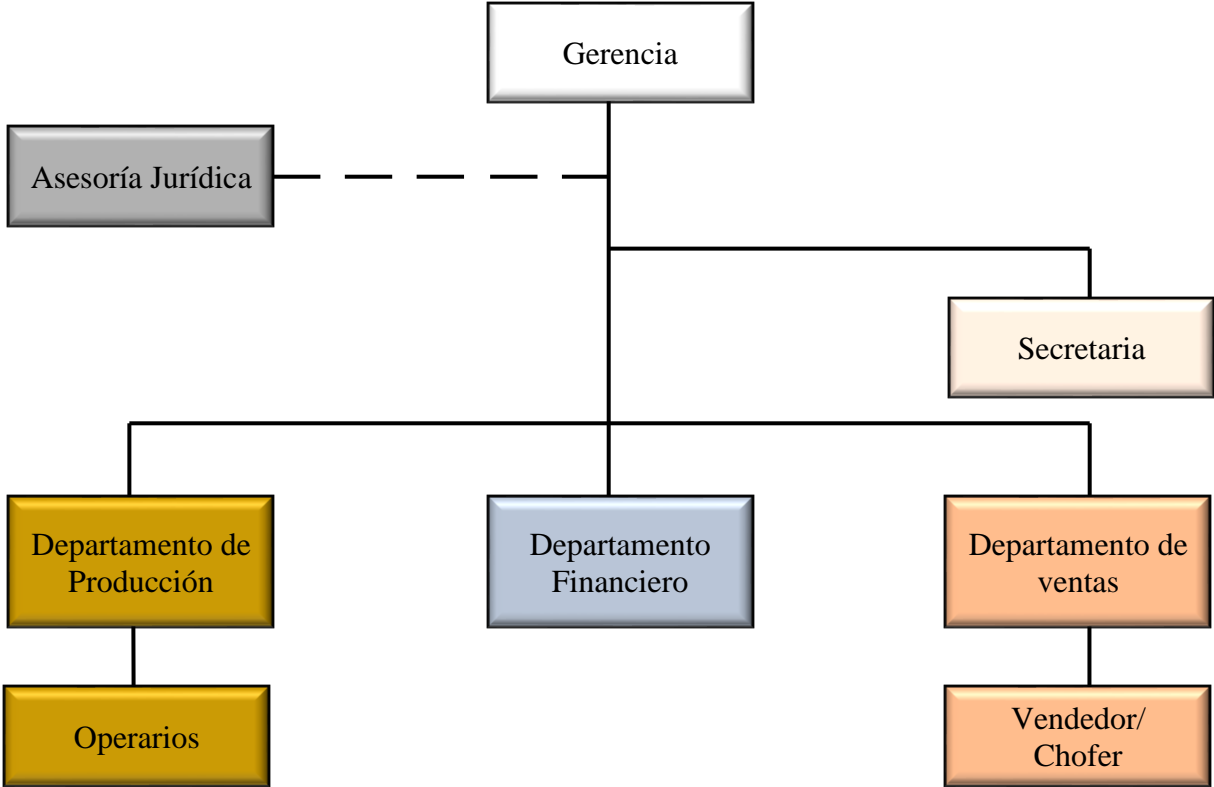 Gerencia
Asesoría Jurídica
Secretaria
Departamento de
Producción
Departamento
Financiero
Departamento de
ventas
Operarios
Vendedor/
Chofer